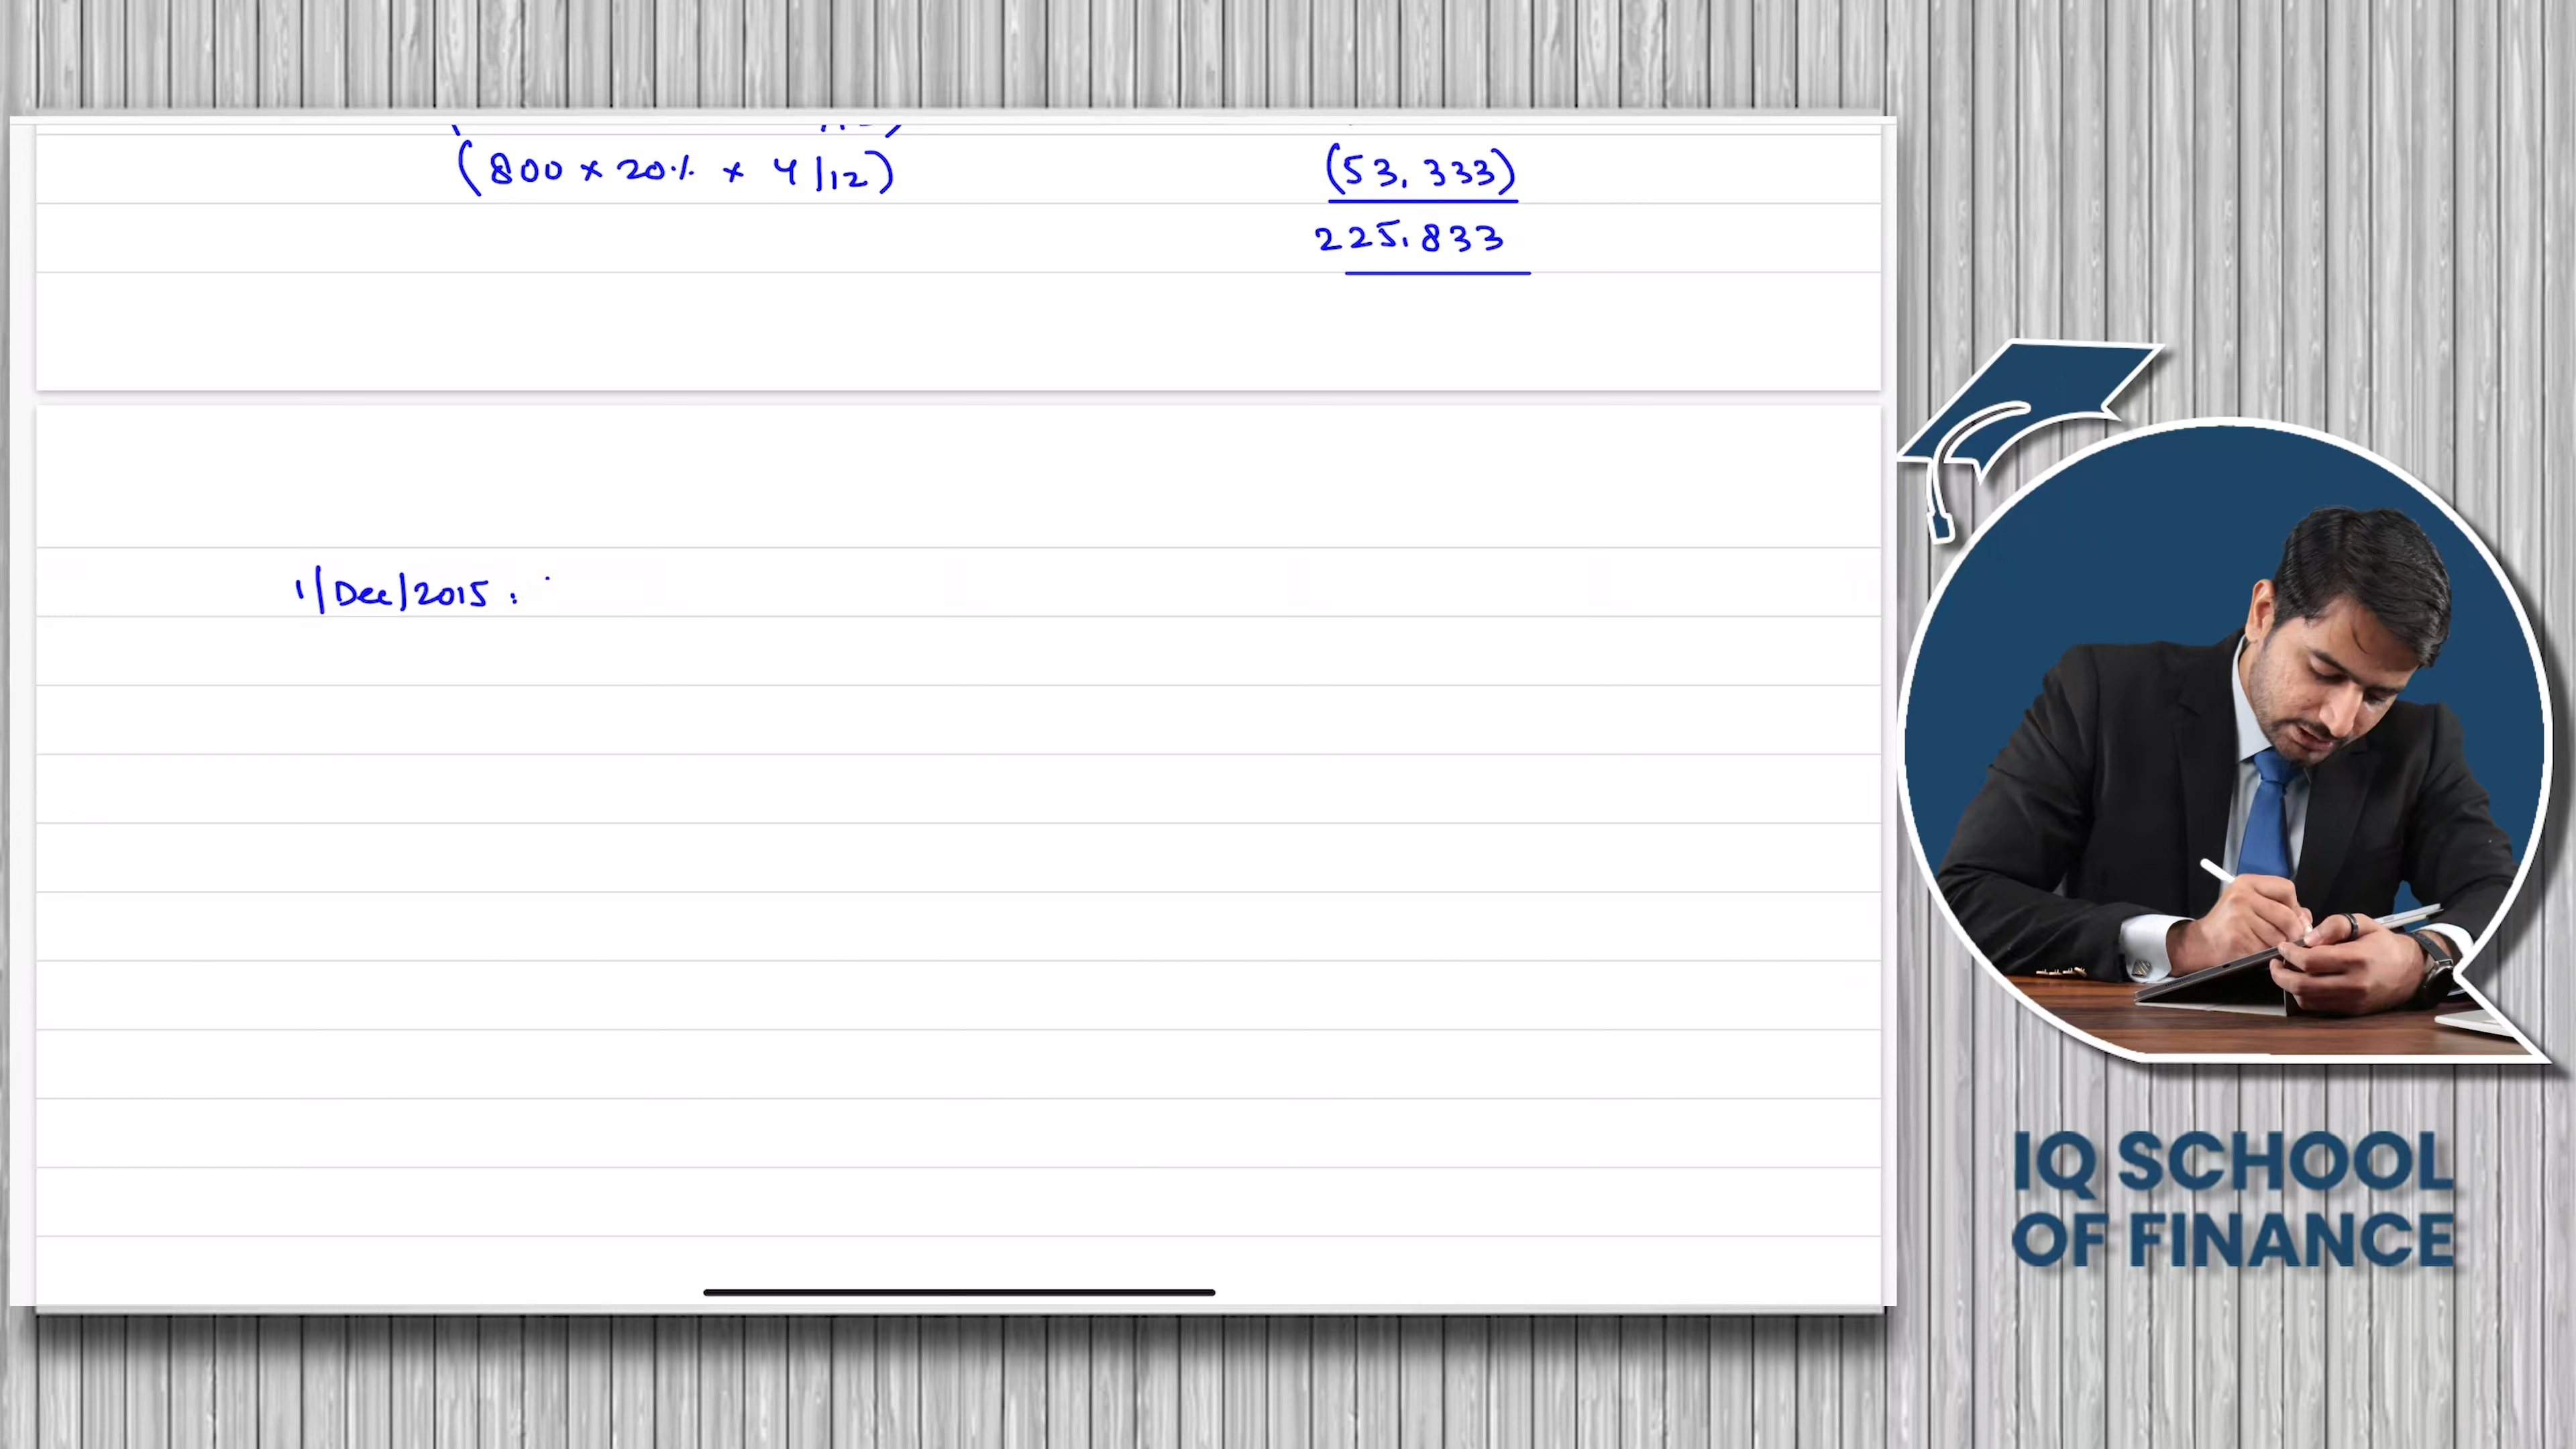 (800 × 20% × 4/12) (53.333)
225.833
1/Dec/2015 :
IQ SCHOOL
OF FINANCE